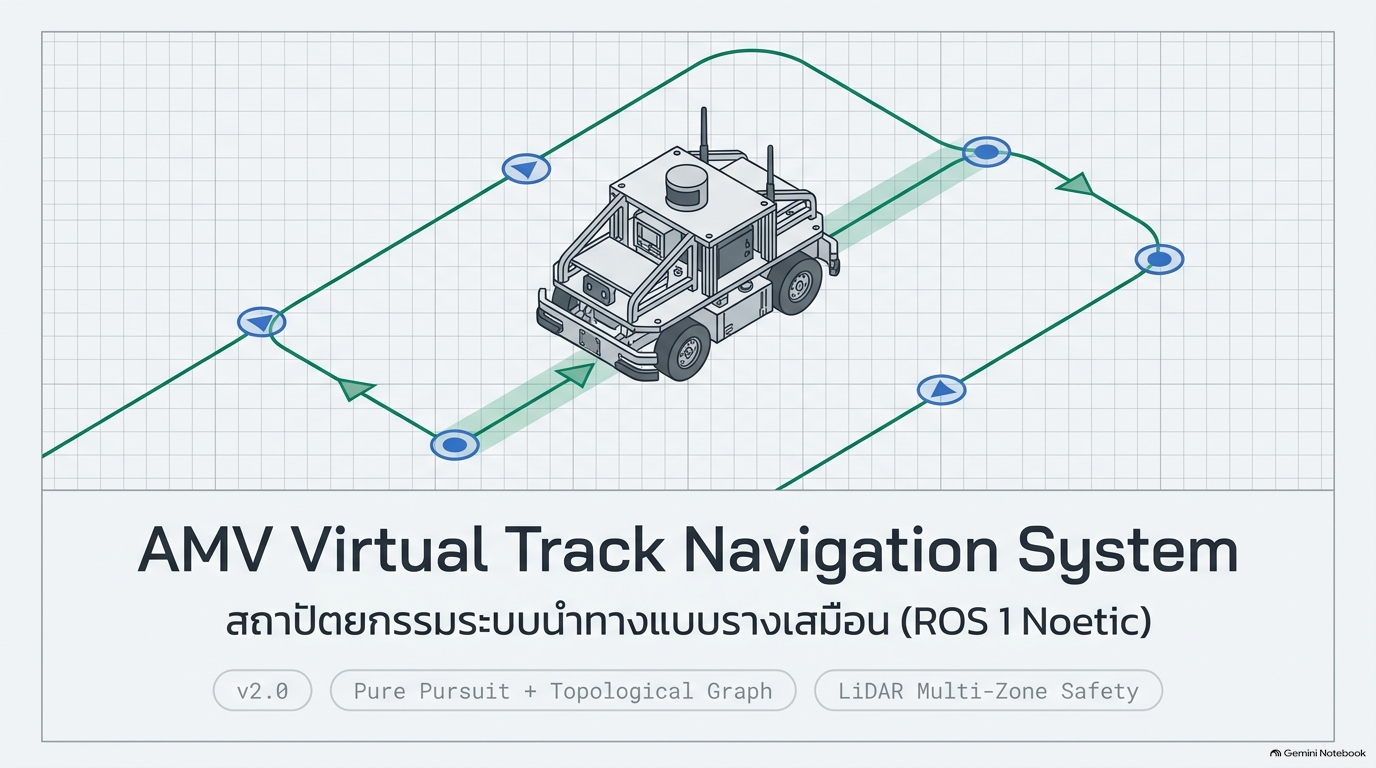 AMV Virtual Track Navigation System
สถาปัตยกรรมระบบนำทางแบบรางเสมือน (ROS 1 Noetic)
v2.0
Pure Pursuit + Topological Graph
LiDAR Multi-Zone Safety
Gemini Notebook